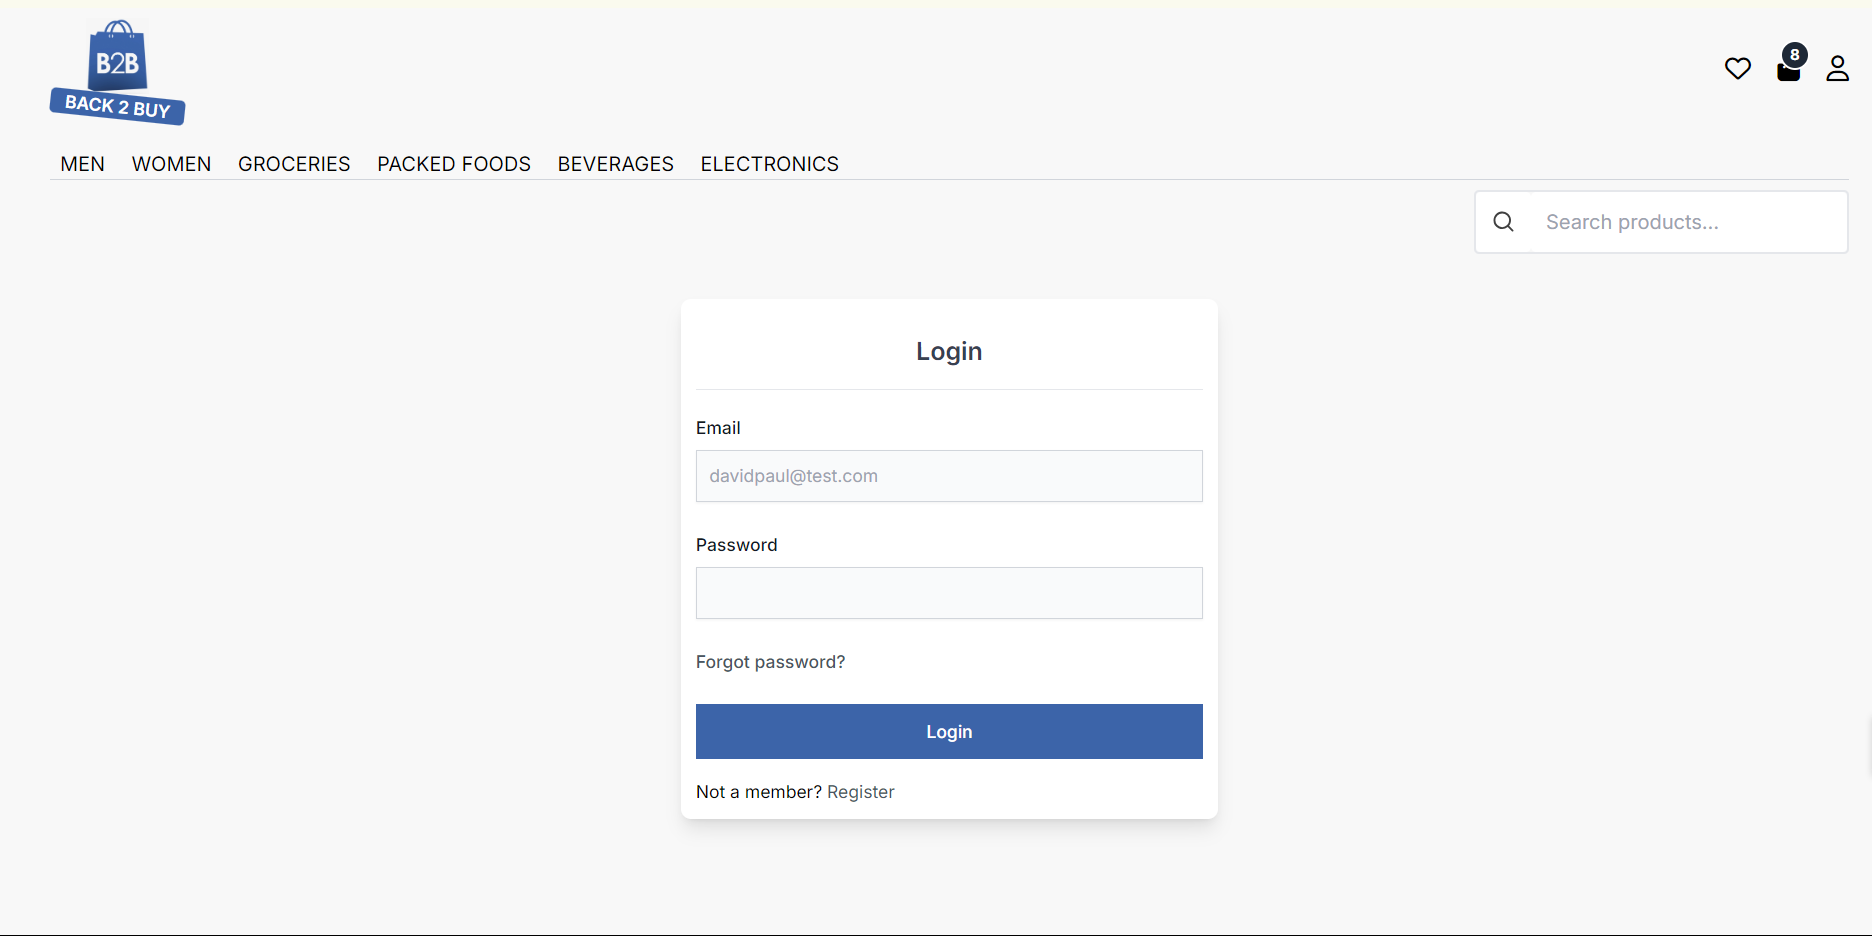 B2B
BACK 2 BUY
8
MEN WOMEN GROCERIES PACKED FOODS BEVERAGES ELECTRONICS
Search products...
Login
Email
davidpaul@test.com
Password
Forgot password?
Login
Not a member? Register